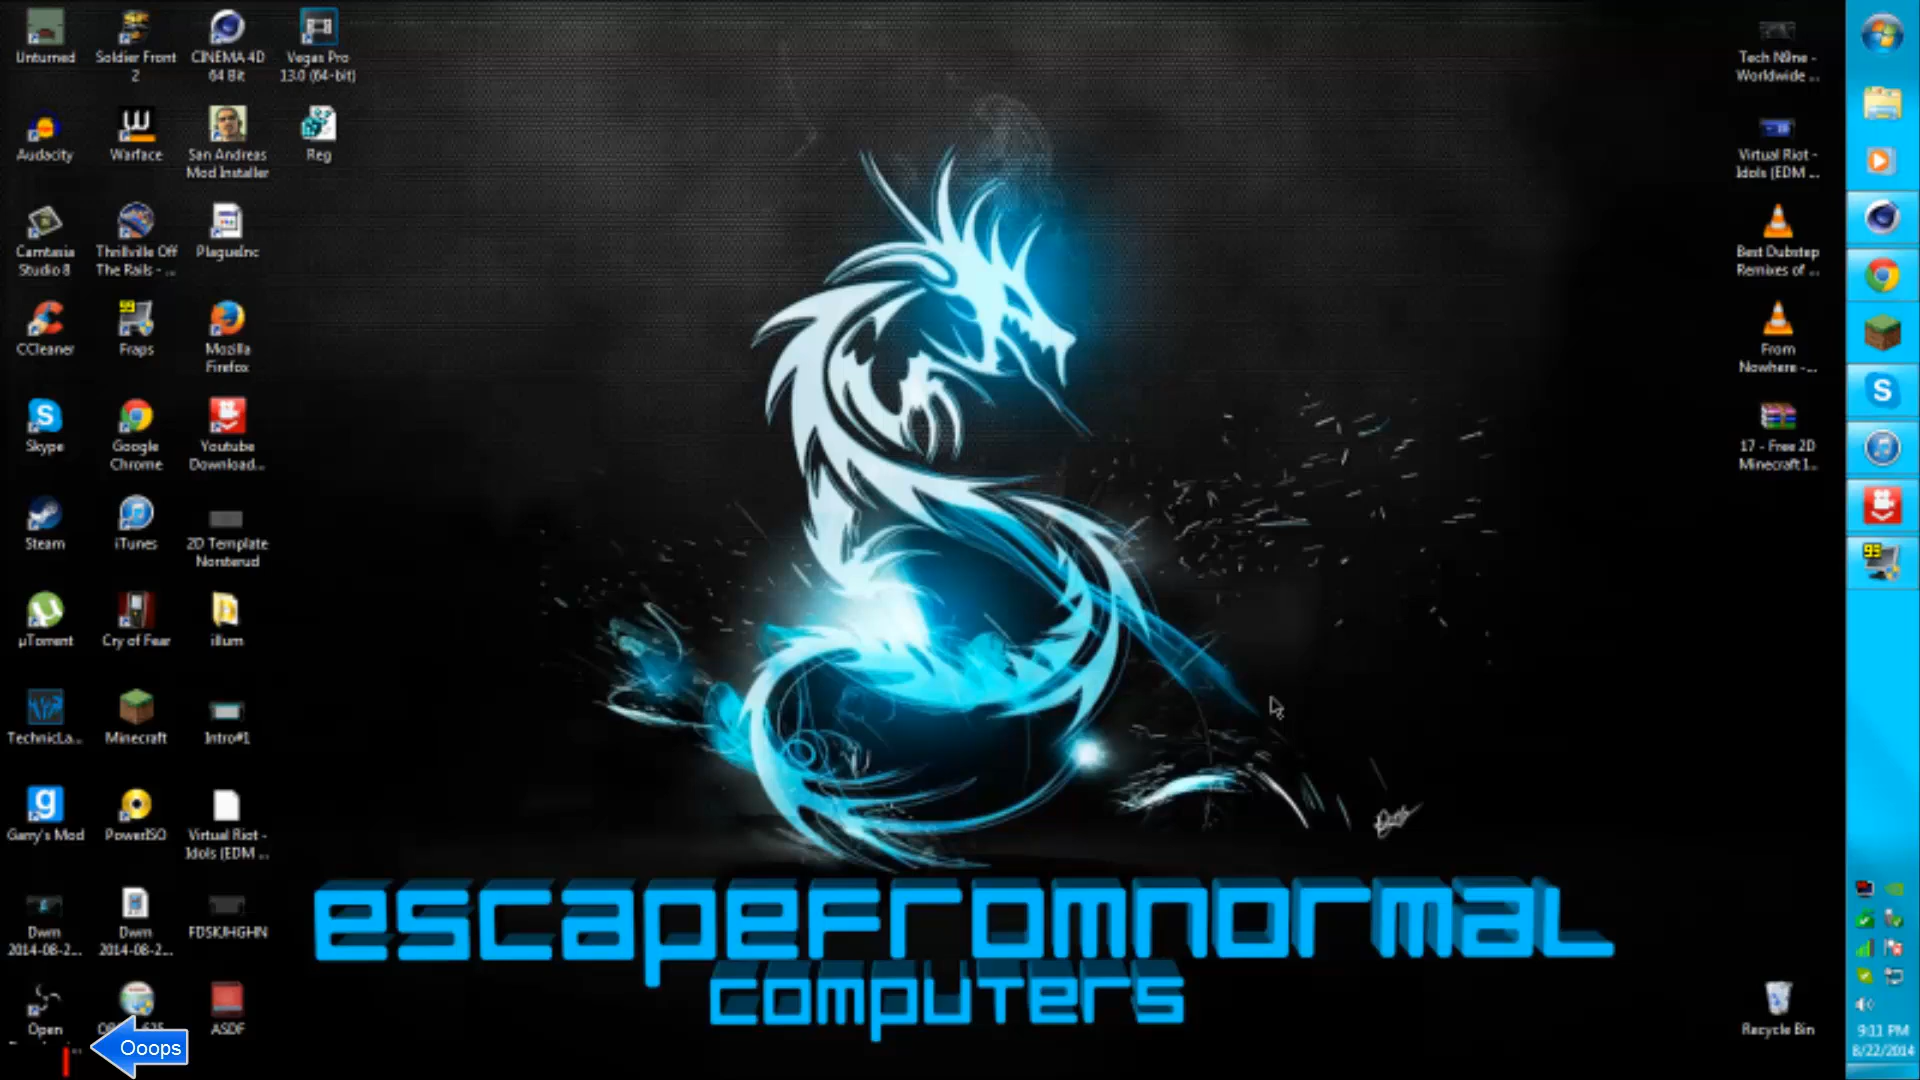 Unturned
Soldier Front
2
CINEMA 4D
64 Bit
Vegas Pro
13.0 (64-bit)
Audacity
Warface
San Andreas
Mod Installer
Reg
Camtasia
Studio 8
Thrillville Off
The Rails - ...
PlagueInc
CCleaner
99
Fraps
Mozilla
Firefox
Skype
Google
Chrome
Youtube
Download...
Steam
iTunes
2D Template
Norsterud
µTorrent
Cry of Fear
illum
TechnicLa...
Minecraft
Intro#1
Garry's Mod
PowerISO
Virtual Riot -
Idols (EDM ...
Dwm
2014-08-2...
Dwm
2014-08-2...
FDSKJHGHN
Open
ASDF
Ooops
Tech N9ne -
Worldwide ...
Virtual Riot -
Idols (EDM ...
Best Dubstep
Remixes of ...
From
Nowhere -...
17 - Free 2D
Minecraft I...
Recycle Bin
escapefromnormal
computers
99
9:11 PM
8/22/2014